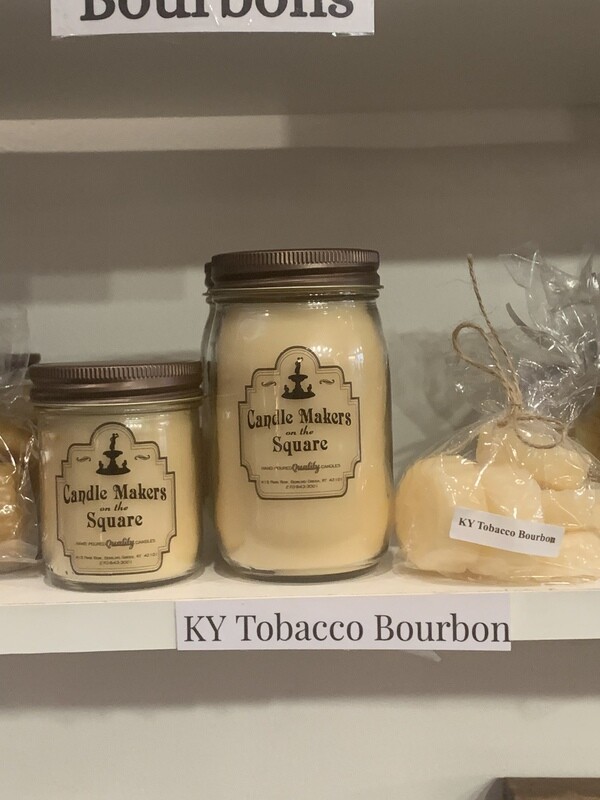 Bourbons
Candle Makers
on the
Square
HAND POURED Quality CANDLES
Candle Makers
on the
Square
HAND POURED Quality CANDLES
KY Tobacco Bourbon
KY Tobacco Bourbon